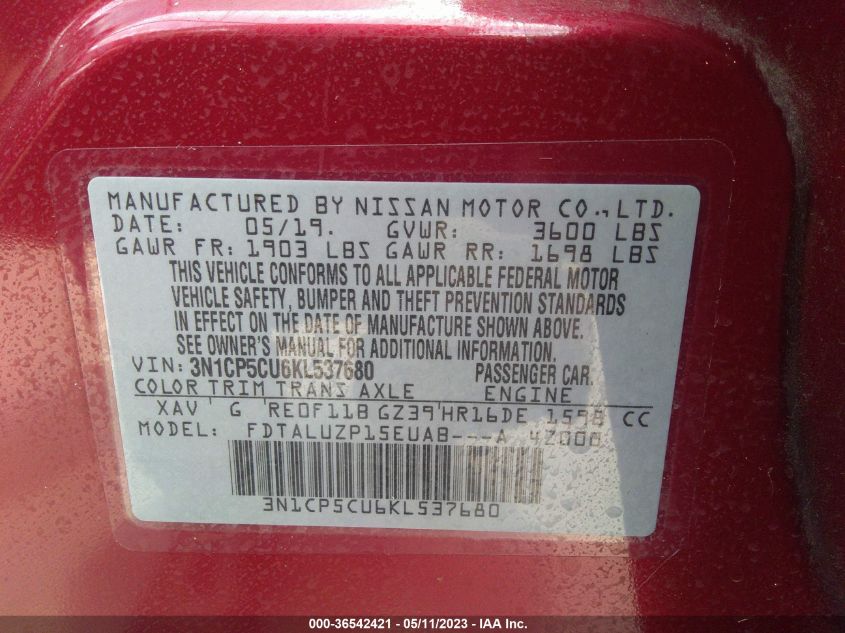 MANUFACTURED BY NISSAN MOTOR CO., LTD.
DATE: 05/19. GVWR: 3600 LBS
GAWR FR: 1903 LBS GAWR RR: 1698 LBS
THIS VEHICLE CONFORMS TO ALL APPLICABLE FEDERAL MOTOR
VEHICLE SAFETY, BUMPER AND THEFT PREVENTION STANDARDS
IN EFFECT ON THE DATE OF MANUFACTURE SHOWN ABOVE.
SEE OWNER'S MANUAL FOR ADDITIONAL INFORMATION.
VIN: 3N1CP5CU6KL537680 PASSENGER CAR.
COLOR TRIM TRANS AXLE ENGINE
XAV G RE0F11B GZ39 HR16DE 1598 CC
MODEL: FDTALUZP15EUAB---A 42000
3N1CP5CU6KL537680
000-36542421 - 05/11/2023 - IAA Inc.